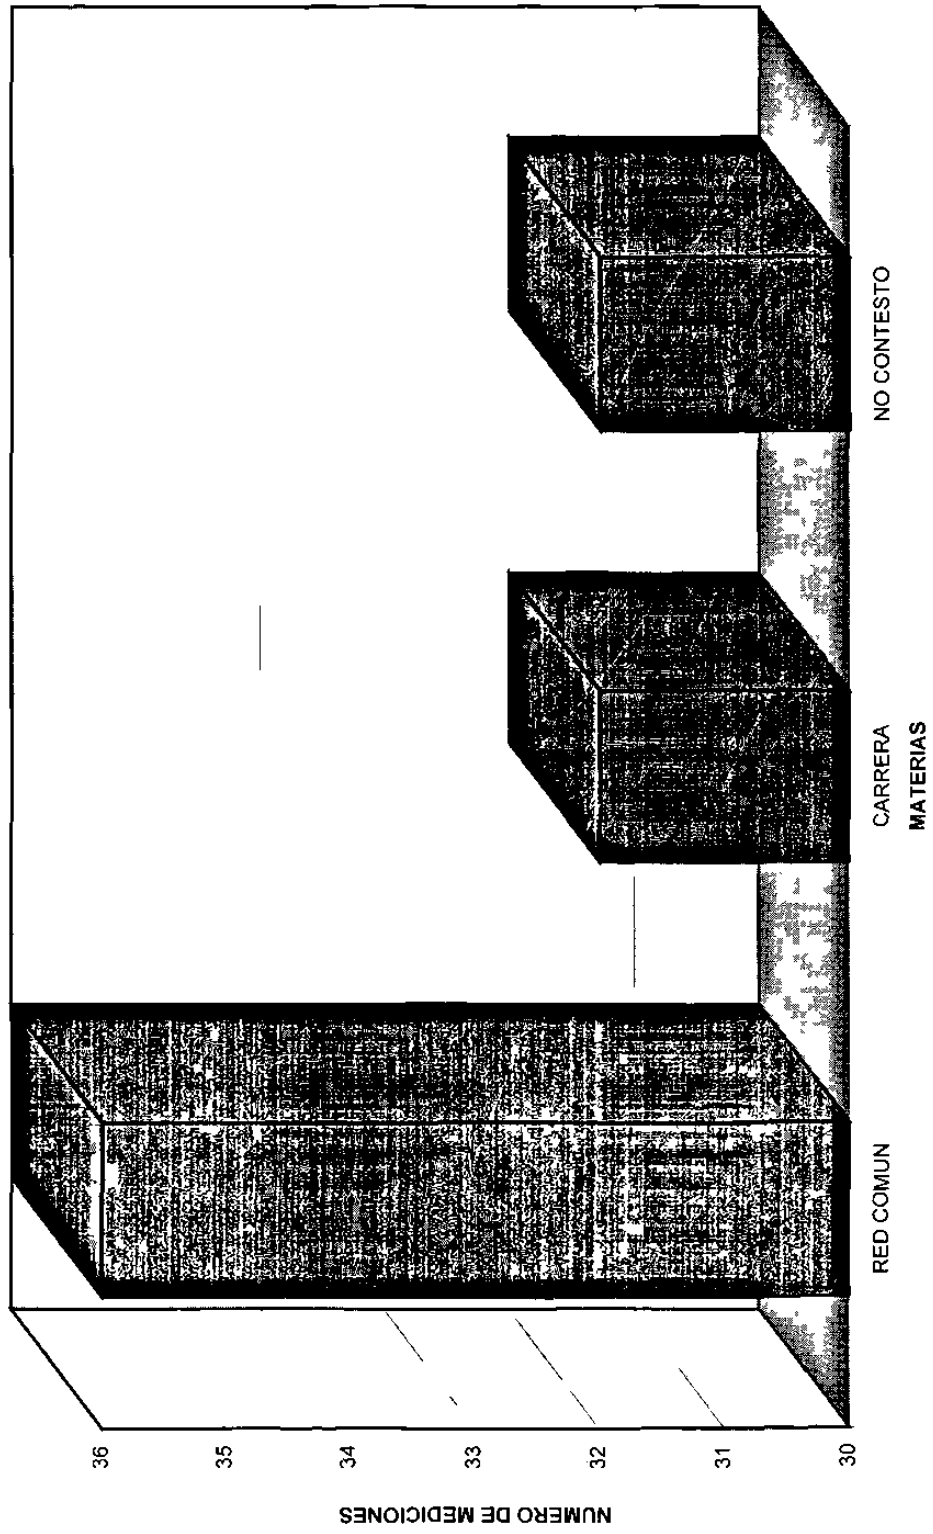 NUMERO DE MEDICIONES
36
35
34
33
32
31
30
RED COMUN
CARRERA
NO CONTESTO
MATERIAS